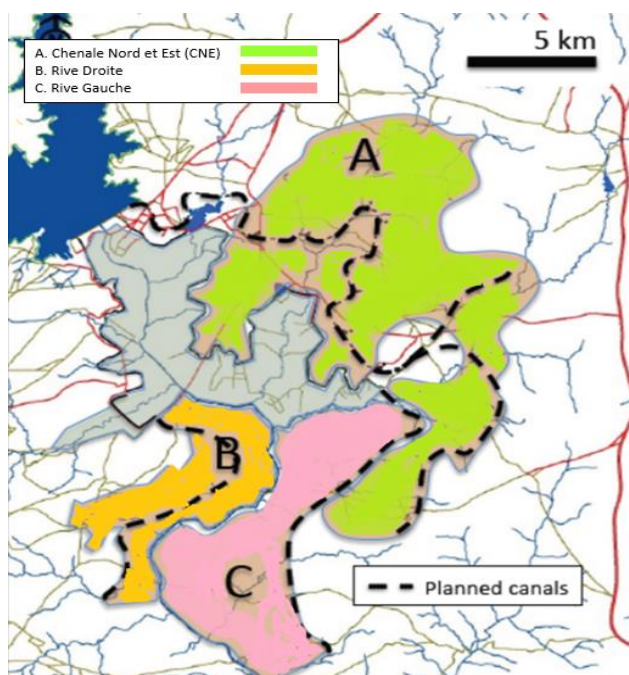 5 km
A. Chenale Nord et Est (CNE)
B. Rive Droite
C. Rive Gauche
A
B
C
Planned canals